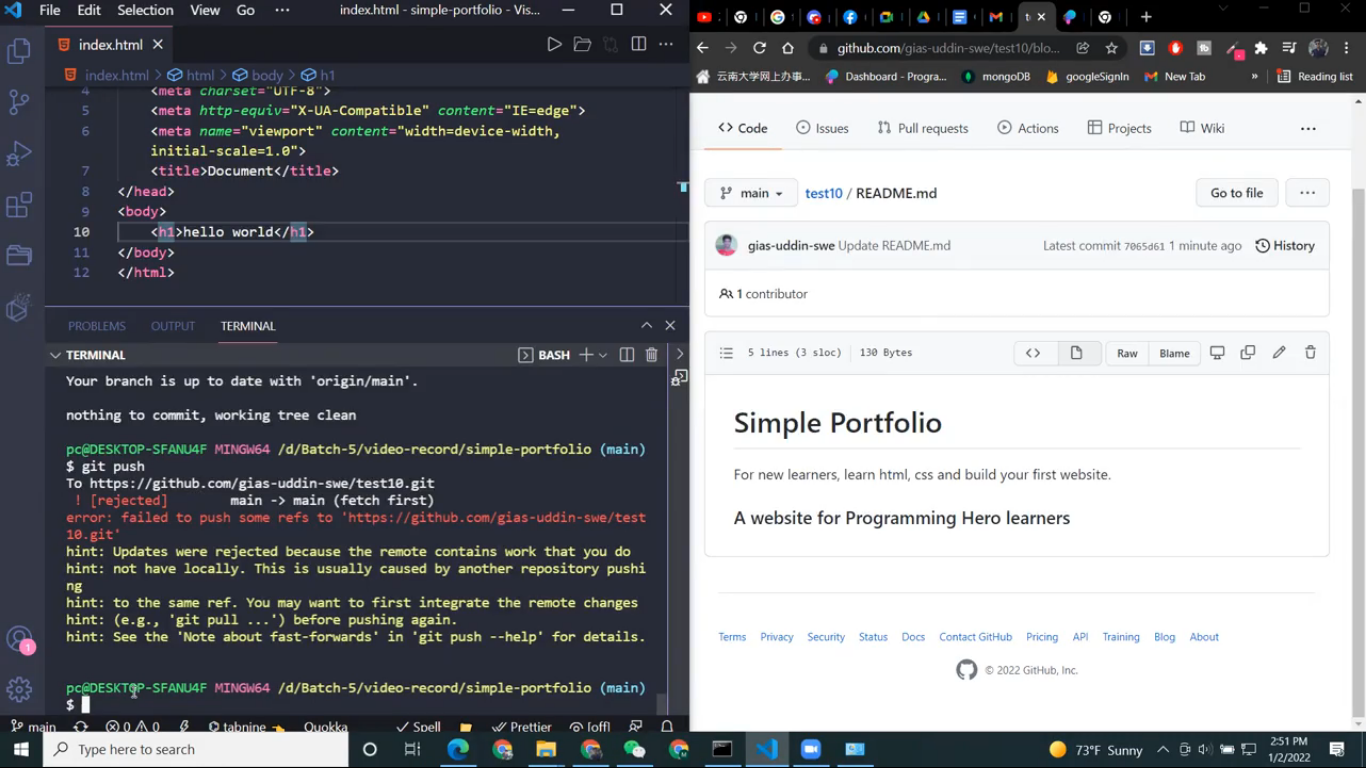 File Edit Selection View Go ··· index.html - simple-portfolio - Vis...
index.html
index.html > html > body > h1
4 <meta charset="UTF-8">
5 <meta http-equiv="X-UA-Compatible" content="IE=edge">
6 <meta name="viewport" content="width=device-width,
initial-scale=1.0">
7 <title>Document</title>
8 </head>
9 <body>
10 <h1>hello world</h1>
11 </body>
12 </html>
PROBLEMS OUTPUT TERMINAL
TERMINAL BASH
Your branch is up to date with 'origin/main'.
nothing to commit, working tree clean
pc@DESKTOP-SFANU4F MINGW64 /d/Batch-5/video-record/simple-portfolio (main)
$ git push
To https://github.com/gias-uddin-swe/test10.git
! [rejected] main -> main (fetch first)
error: failed to push some refs to 'https://github.com/gias-uddin-swe/test
10.git'
hint: Updates were rejected because the remote contains work that you do
hint: not have locally. This is usually caused by another repository pushi
ng
hint: to the same ref. You may want to first integrate the remote changes
hint: (e.g., 'git pull ...') before pushing again.
hint: See the 'Note about fast-forwards' in 'git push --help' for details.
pc@DESKTOP-SFANU4F MINGW64 /d/Batch-5/video-record/simple-portfolio (main)
$
main 0 0 tabnine Quokka Spell Prettier [off]
github.com/gias-uddin-swe/test10/blo...
云南大学网上办事... Dashboard - Progra... mongoDB googleSignIn New Tab » Reading list
Code Issues Pull requests Actions Projects Wiki ···
main test10 / README.md Go to file ···
gias-uddin-swe Update README.md Latest commit 7065d61 1 minute ago History
1 contributor
5 lines (3 sloc) 130 Bytes Raw Blame
Simple Portfolio
For new learners, learn html, css and build your first website.
A website for Programming Hero learners
Terms Privacy Security Status Docs Contact GitHub Pricing API Training Blog About
© 2022 GitHub, Inc.
Type here to search 73°F Sunny 2:51 PM
1/2/2022